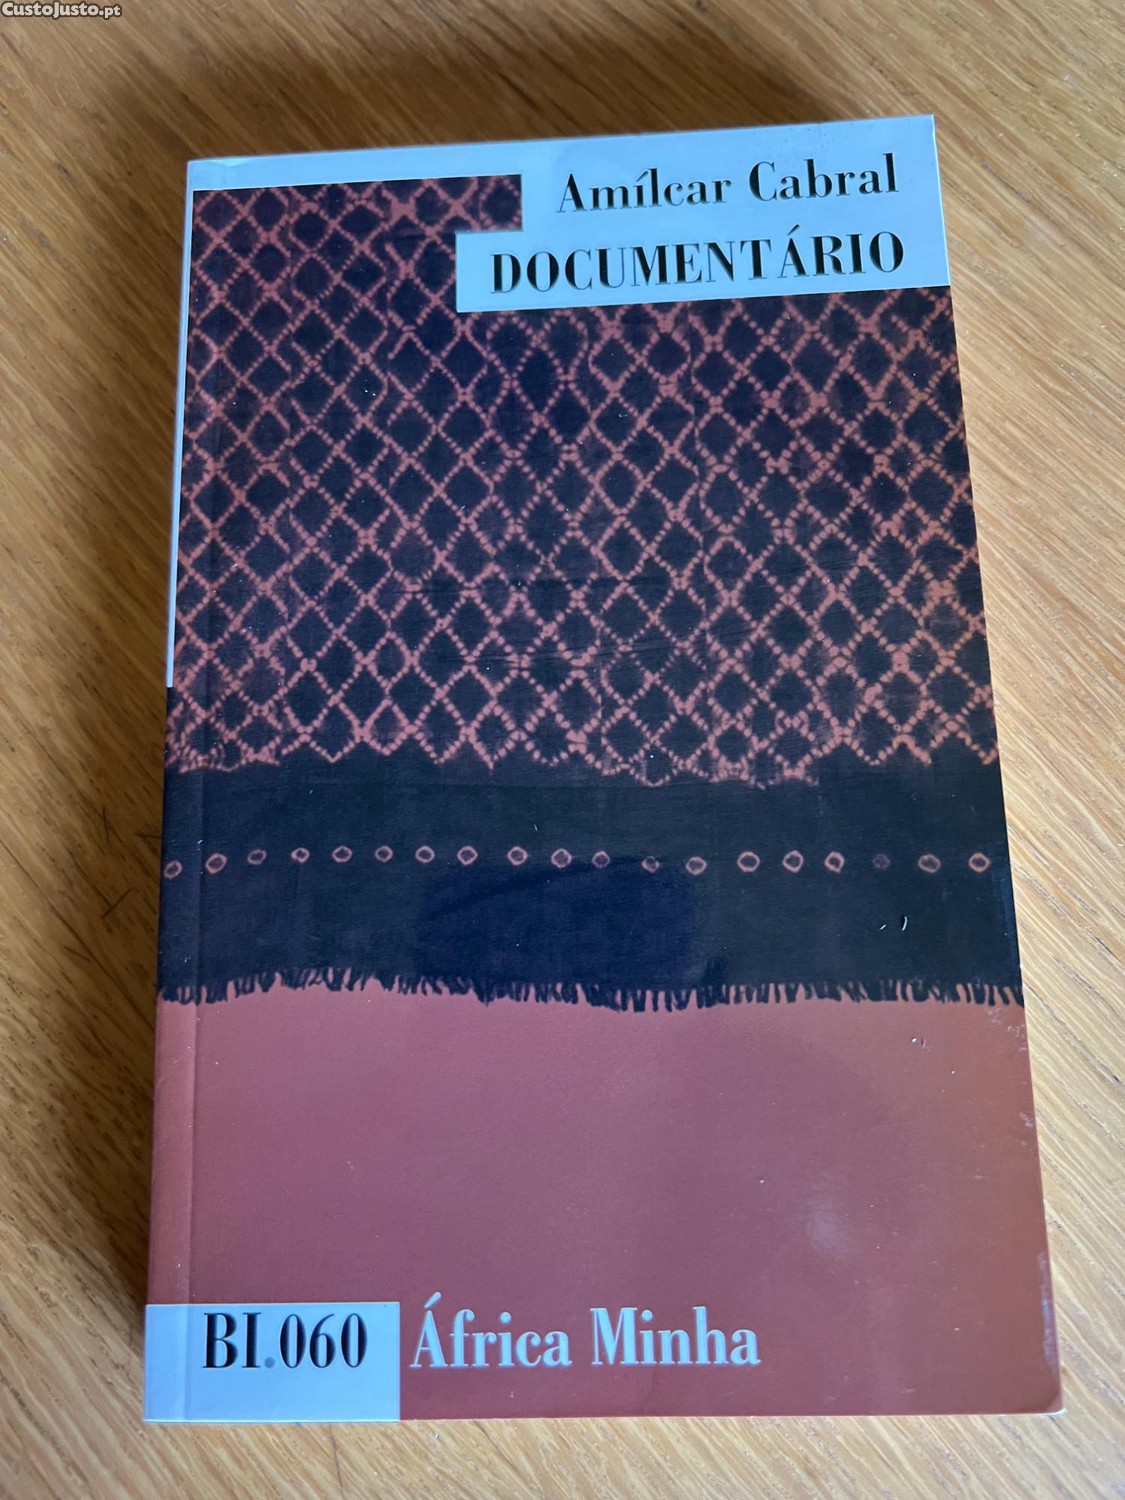 CustoJusto.pt
Amílcar Cabral
DOCUMENTÁRIO
BI.060
África Minha